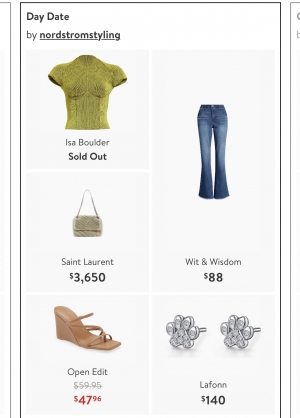 Day Date
by nordstromstyling
Isa Boulder
Sold Out
Saint Laurent
$3,650
Wit & Wisdom
$88
Open Edit
$59.95
$47.96
Lafonn
$140